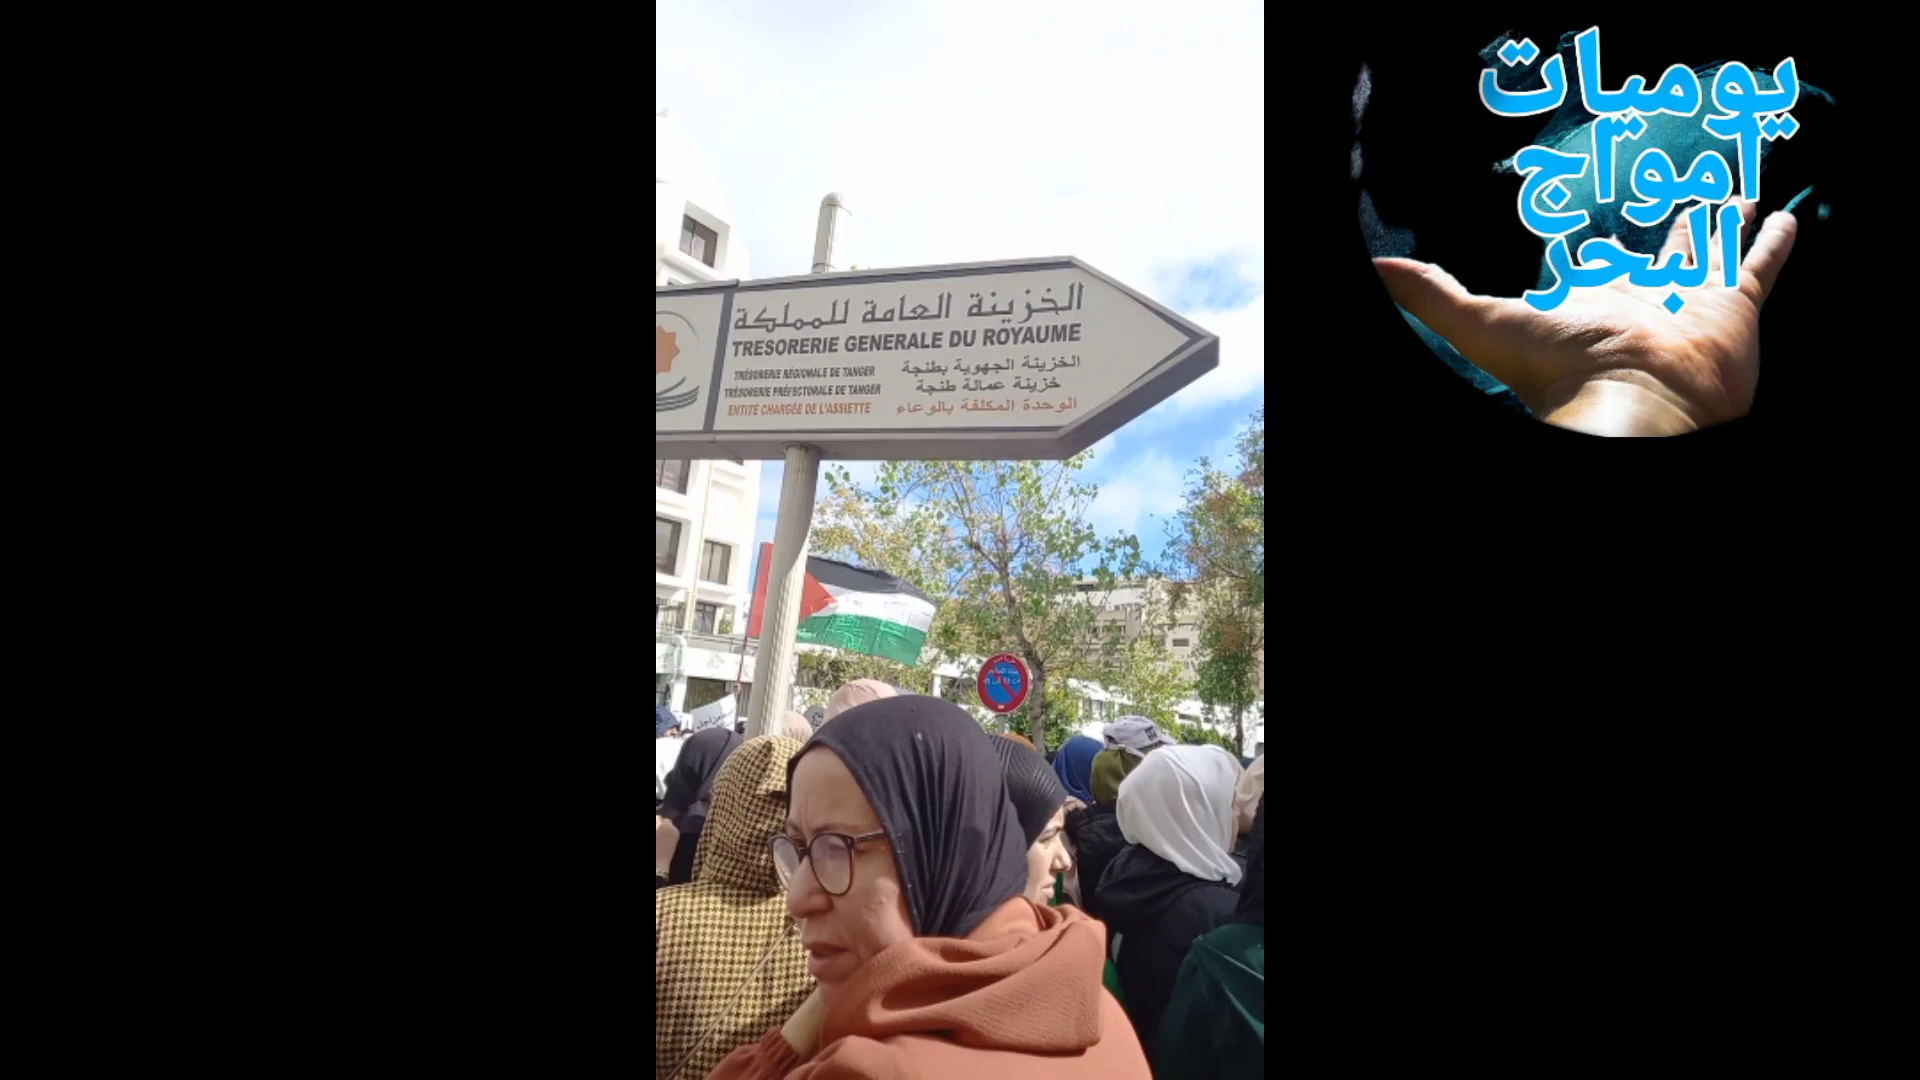 يوميات
امواج
البحر
الخزينة العامة للمملكة
TRESORERIE GENERALE DU ROYAUME
TRÉSORERIE RÉGIONALE DE TANGER
الخزينة الجهوية بطنجة
TRÉSORERIE PRÉFECTORALE DE TANGER
خزينة عمالة طنجة
ENTITÉ CHARGÉE DE L'ASSIETTE
الوحدة المكلفة بالوعاء